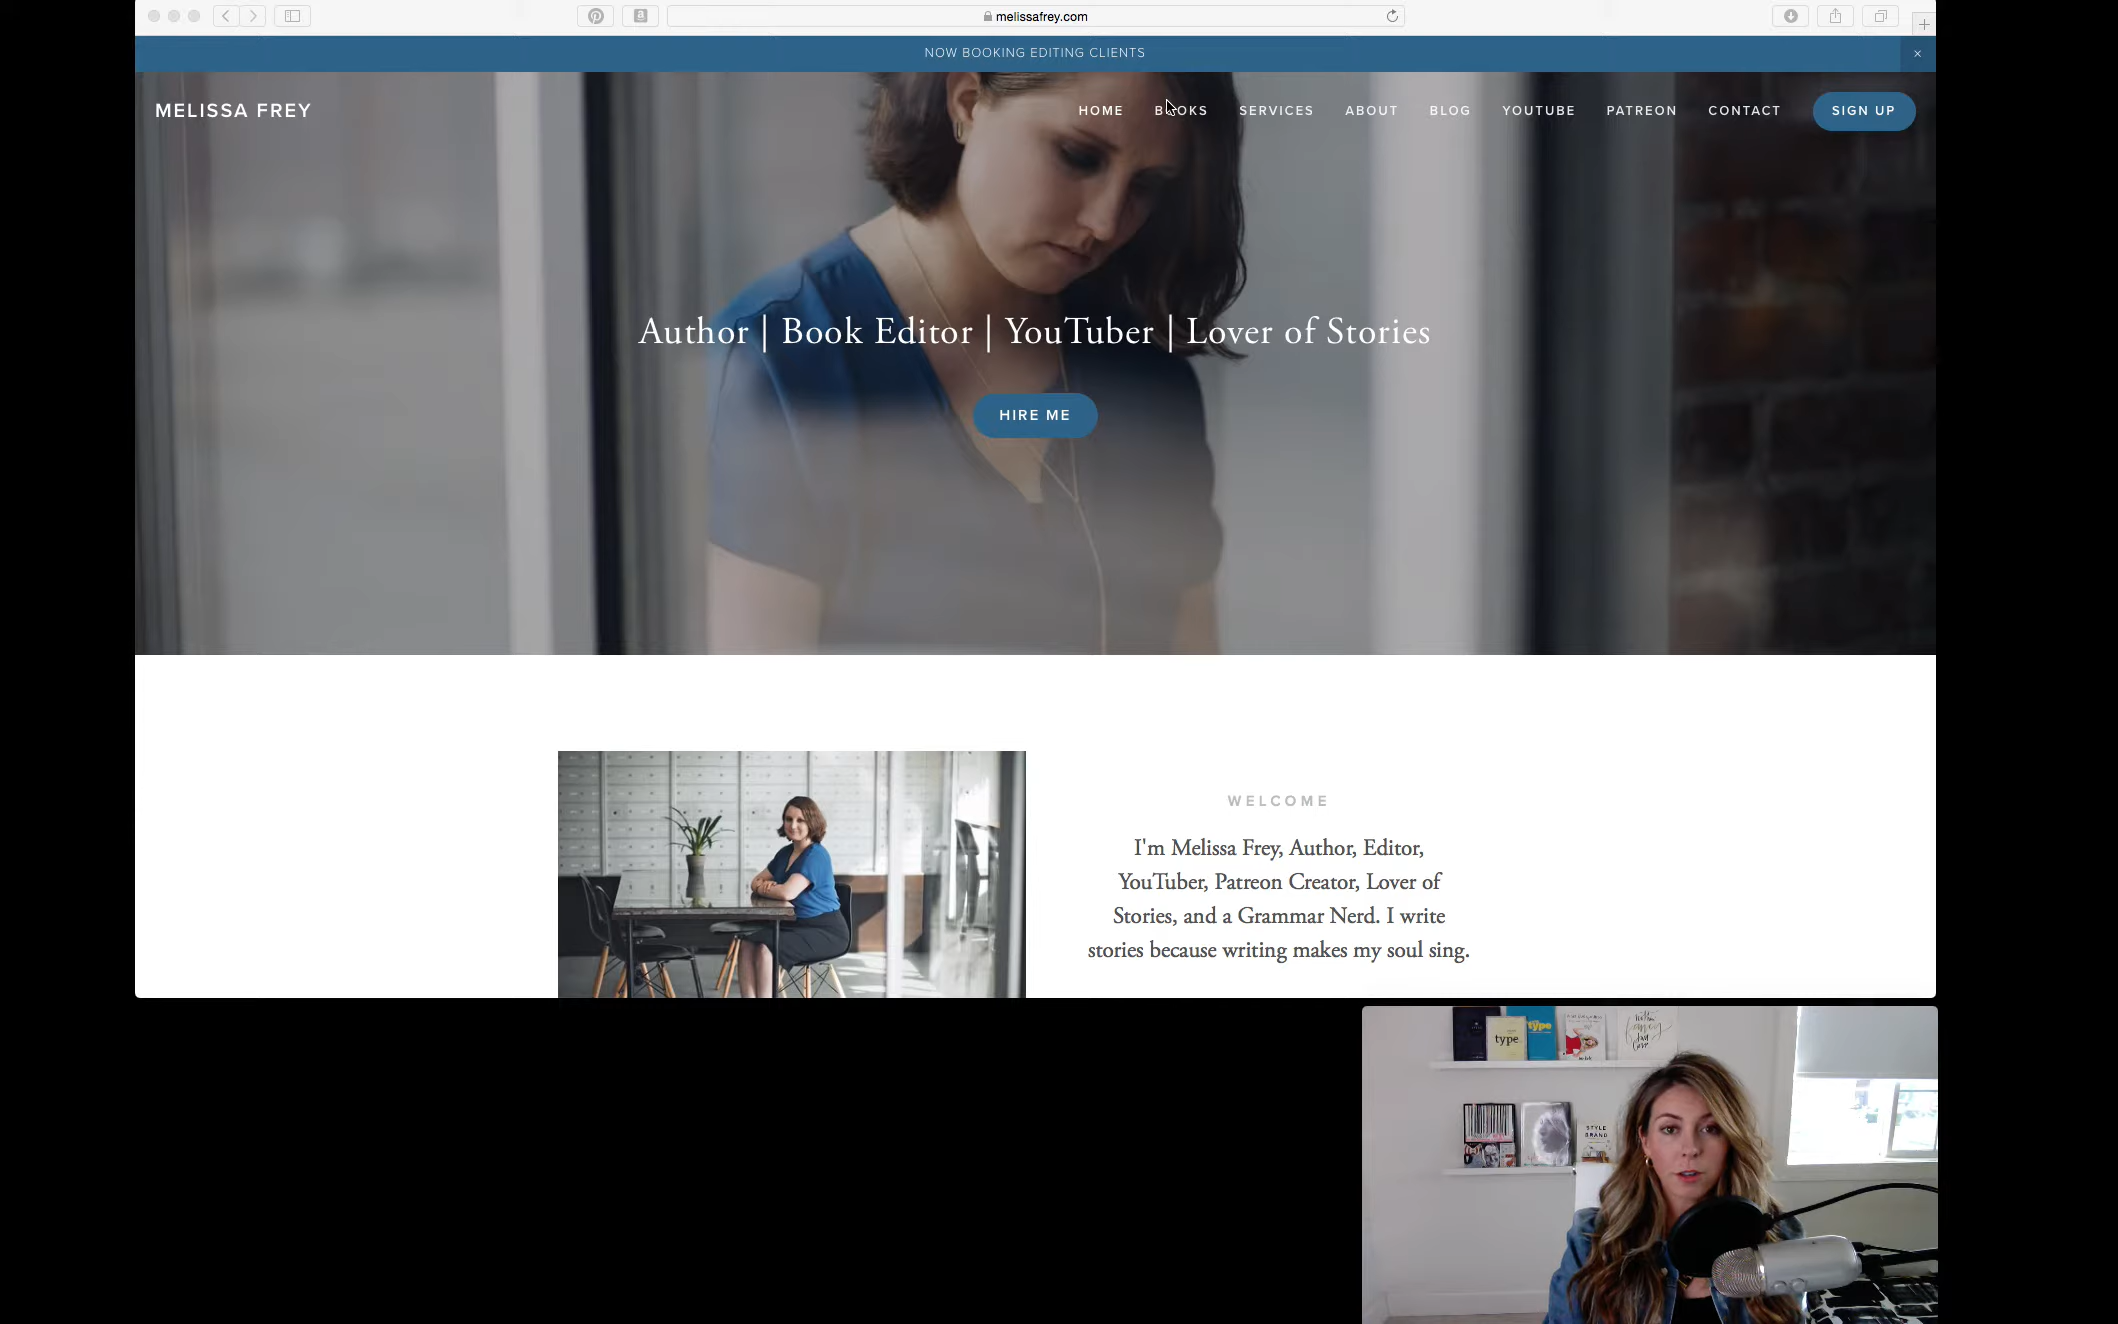 melissafrey.com
NOW BOOKING EDITING CLIENTS
MELISSA FREY
HOME BOOKS SERVICES ABOUT BLOG YOUTUBE PATREON CONTACT SIGN UP
Author | Book Editor | YouTuber | Lover of Stories
HIRE ME
WELCOME
I'm Melissa Frey, Author, Editor,
YouTuber, Patreon Creator, Lover of
Stories, and a Grammar Nerd. I write
stories because writing makes my soul sing.
type
type
STYLE
BRAND